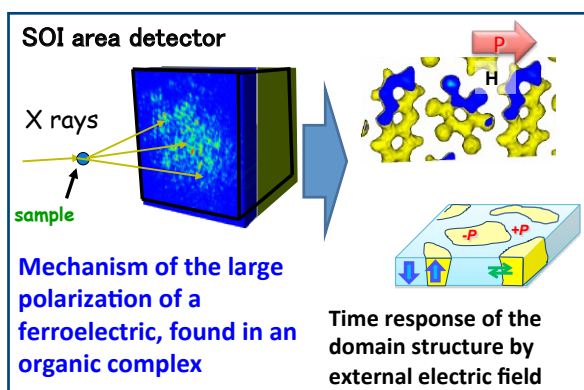 SOI area detector
P
H
X rays
sample
-P
+P
Mechanism of the large
polarization of a
ferroelectric, found in an
organic complex
Time response of the
domain structure by
external electric field